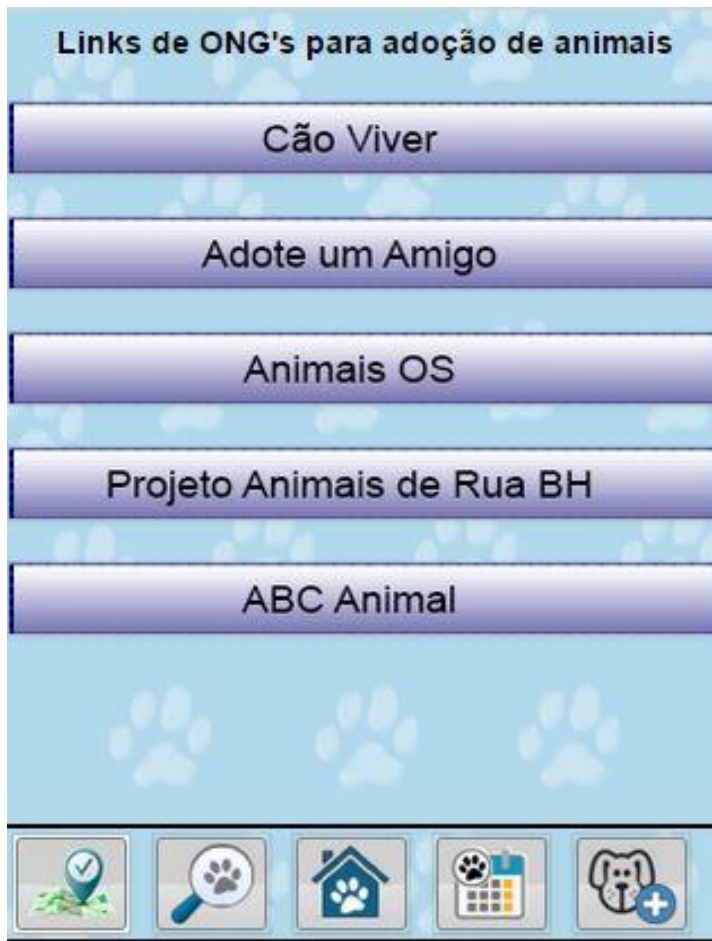 Links de ONG's para adoção de animais
Cão Viver
Adote um Amigo
Animais OS
Projeto Animais de Rua BH
ABC Animal